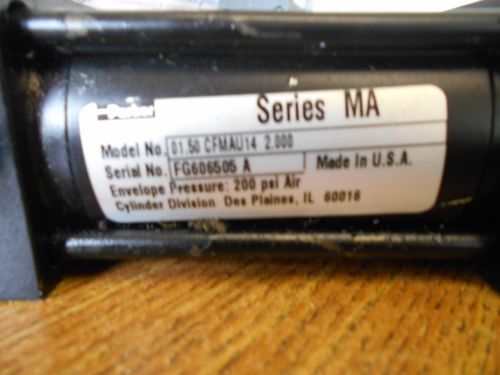 Parker
Series MA
Model No. 01.50 CFMAU14 2.000
Serial No. FG606505 A
Made in U.S.A.
Envelope Pressure: 200 psi Air
Cylinder Division Des Plaines, IL 60016